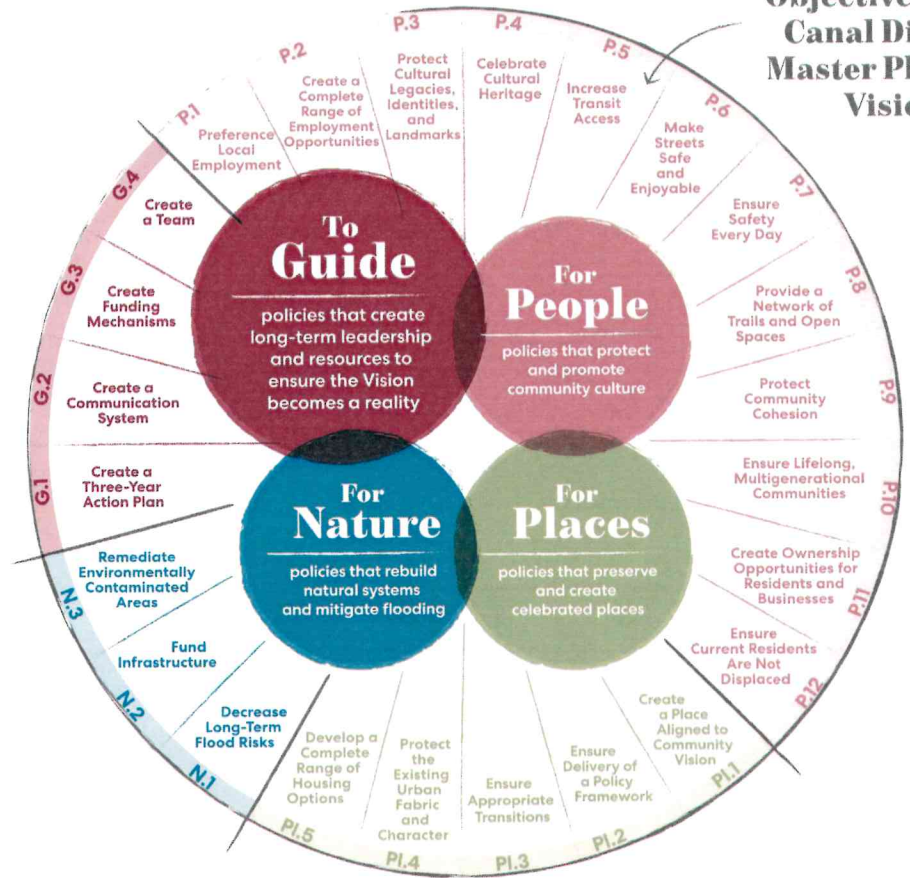 Objective
Canal Di
Master Pl
Visio
P.1
Preference
Local
Employment
P.2
Create a
Complete
Range of
Employment
Opportunities
P.3
Protect
Cultural
Legacies,
Identities,
and
Landmarks
P.4
Celebrate
Cultural
Heritage
P.5
Increase
Transit
Access
P.6
Make
Streets
Safe
and
Enjoyable
P.7
Ensure
Safety
Every Day
P.8
Provide a
Network of
Trails and Open
Spaces
P.9
Protect
Community
Cohesion
P.10
Ensure Lifelong,
Multigenerational
Communities
P.11
Create Ownership
Opportunities for
Residents and
Businesses
P.12
Ensure
Current Residents
Are Not
Displaced
Pl.1
Create
a Place
Aligned to
Community
Vision
Pl.2
Ensure
Delivery of
a Policy
Framework
Pl.3
Ensure
Appropriate
Transitions
Pl.4
Protect
the
Existing
Urban
Fabric
and
Character
Pl.5
Develop a
Complete
Range of
Housing
Options
N.1
Decrease
Long-Term
Flood Risks
N.2
Fund
Infrastructure
N.3
Remediate
Environmentally
Contaminated
Areas
G.1
Create a
Three-Year
Action Plan
G.2
Create a
Communication
System
G.3
Create
Funding
Mechanisms
G.4
Create
a Team
To
Guide
policies that create
long-term leadership
and resources to
ensure the Vision
becomes a reality
For
People
policies that protect
and promote
community culture
For
Nature
policies that rebuild
natural systems
and mitigate flooding
For
Places
policies that preserve
and create
celebrated places